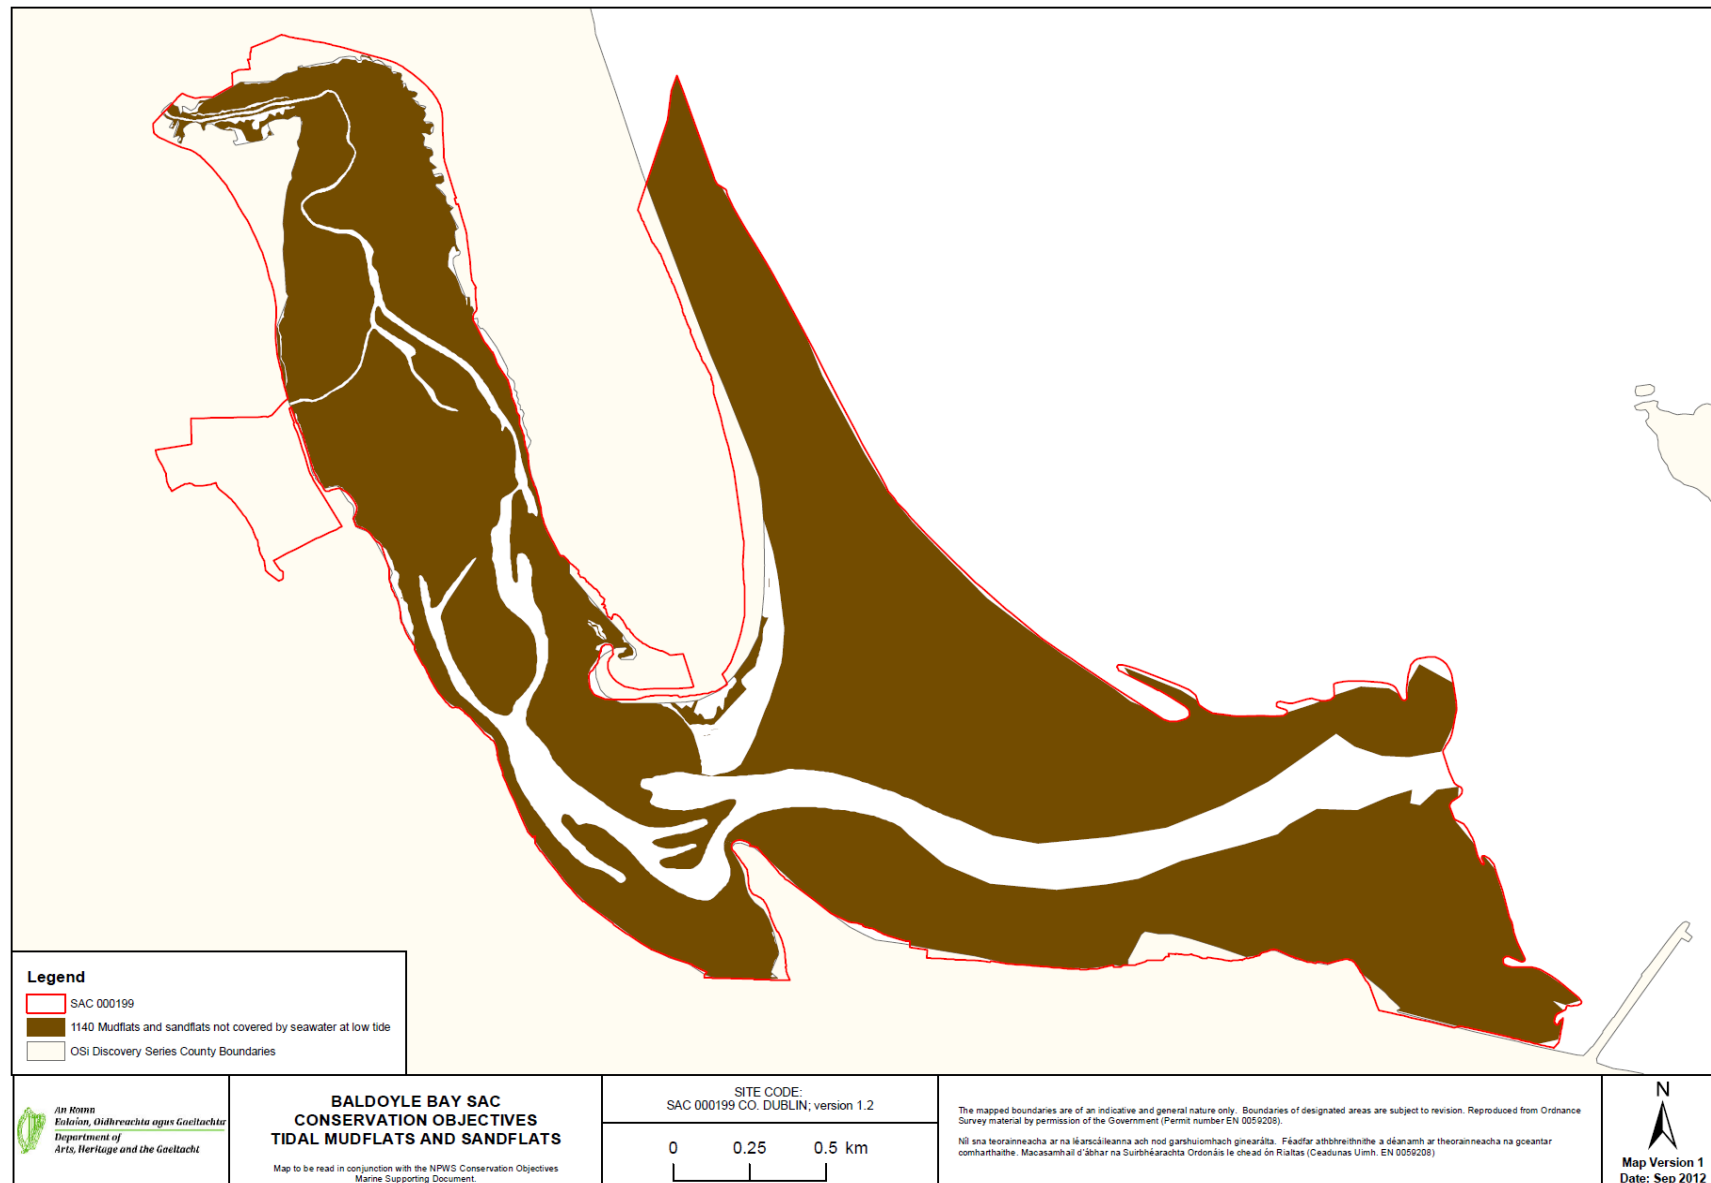 Legend
SAC 000199
1140 Mudflats and sandflats not covered by seawater at low tide
OSi Discovery Series County Boundaries
An Roinn
Ealaíon, Oidhreachta agus Gaeltachta
Department of
Arts, Heritage and the Gaeltacht
BALDOYLE BAY SAC
CONSERVATION OBJECTIVES
TIDAL MUDFLATS AND SANDFLATS
Map to be read in conjunction with the NPWS Conservation Objectives
Marine Supporting Document.
SITE CODE:
SAC 000199 CO. DUBLIN; version 1.2
0 0.25 0.5 km
The mapped boundaries are of an indicative and general nature only. Boundaries of designated areas are subject to revision. Reproduced from Ordnance
Survey material by permission of the Government (Permit number EN 0059208).
Níl sna teorainneacha ar na léarscáileanna ach nod garshuiomhach ginearálta. Féadfar athbhreithnithe a déanamh ar theorainneacha na gceantar
comharthaithe. Macasamhail d'ábhar na Suirbhéarachta Ordonáis le chead ón Rialtas (Ceadunas Uimh. EN 0059208)
N
Map Version 1
Date: Sep 2012